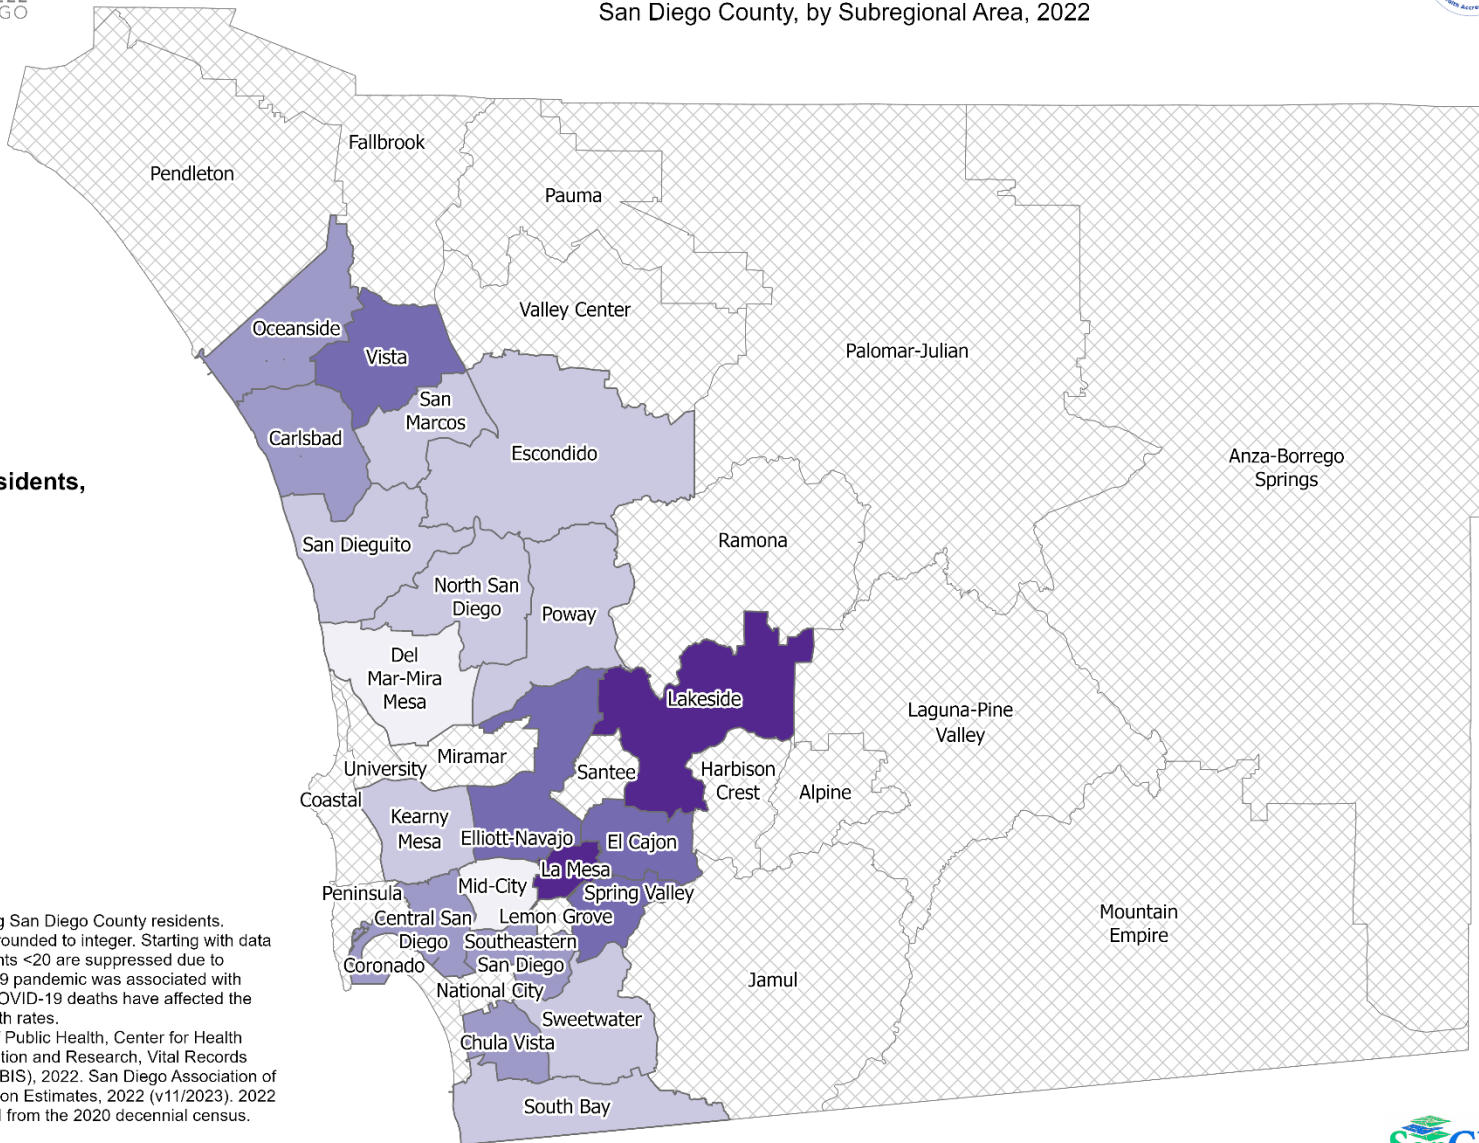 GO
San Diego County, by Subregional Area, 2022
Fallbrook
Pendleton
Pauma
Valley Center
Oceanside
Palomar-Julian
Vista
San
Marcos
Carlsbad
Escondido
Anza-Borrego
Springs
sidents,
Ramona
San Dieguito
North San
Diego
Poway
Del
Mar-Mira
Mesa
Lakeside
Laguna-Pine
Valley
Miramar
University
Santee
Harbison
Crest
Alpine
Coastal
Kearny
Mesa
Elliott-Navajo
El Cajon
La Mesa
Mid-City
Peninsula
Spring Valley
Central San
Diego
Lemon Grove
Southeastern
San Diego
Coronado
National City
Mountain
Empire
Jamul
Sweetwater
Chula Vista
South Bay
g San Diego County residents.
rounded to integer. Starting with data
nts <20 are suppressed due to
9 pandemic was associated with
OVID-19 deaths have affected the
th rates.
Public Health, Center for Health
tion and Research, Vital Records
BIS), 2022. San Diego Association of
on Estimates, 2022 (v11/2023). 2022
from the 2020 decennial census.